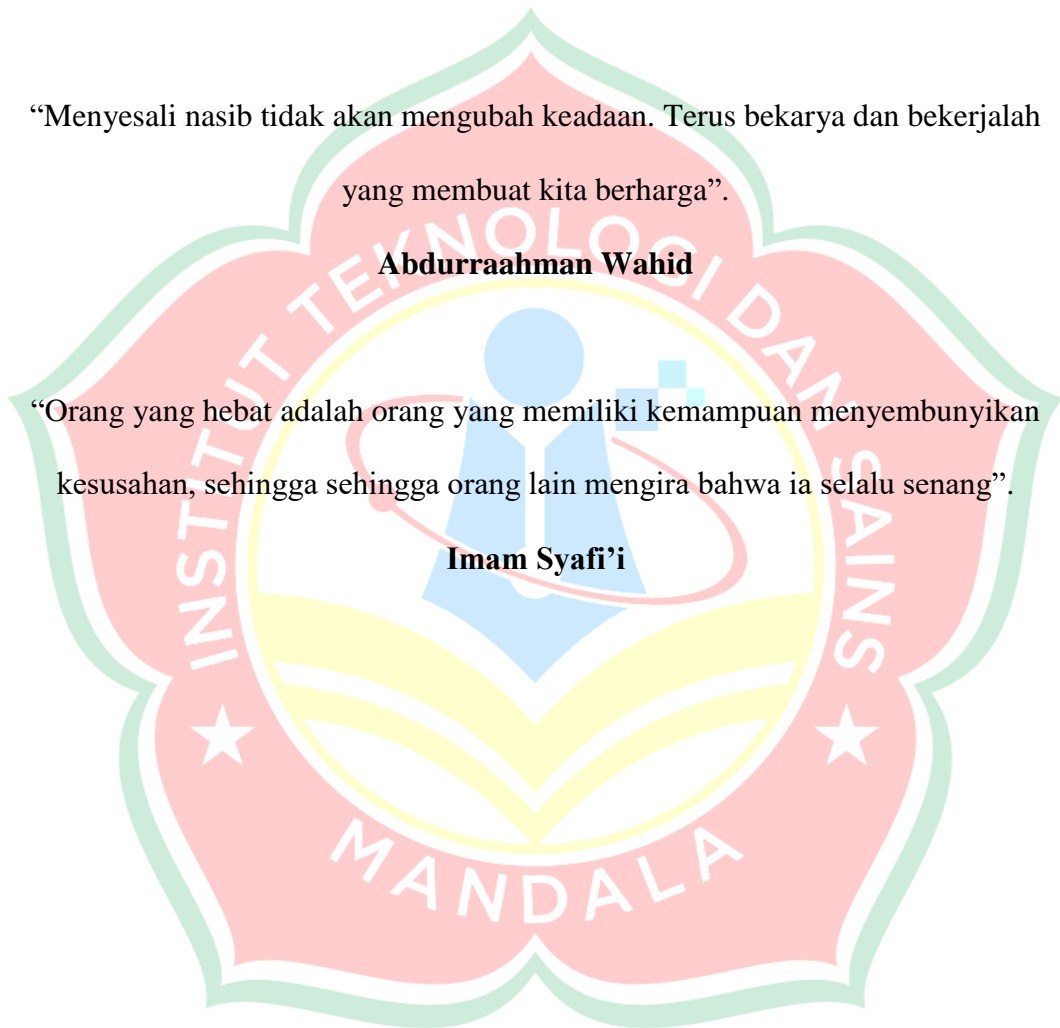 “Menyesali nasib tidak akan mengubah keadaan. Terus bekarya dan bekerjalah
yang membuat kita berharga”.
Abdurraahman Wahid
“Orang yang hebat adalah orang yang memiliki kemampuan menyembunyikan
kesusahan, sehingga sehingga orang lain mengira bahwa ia selalu senang”.
Imam Syafi’i
INSTITUT TEKNOLOGI DAN SAINS
MANDALA